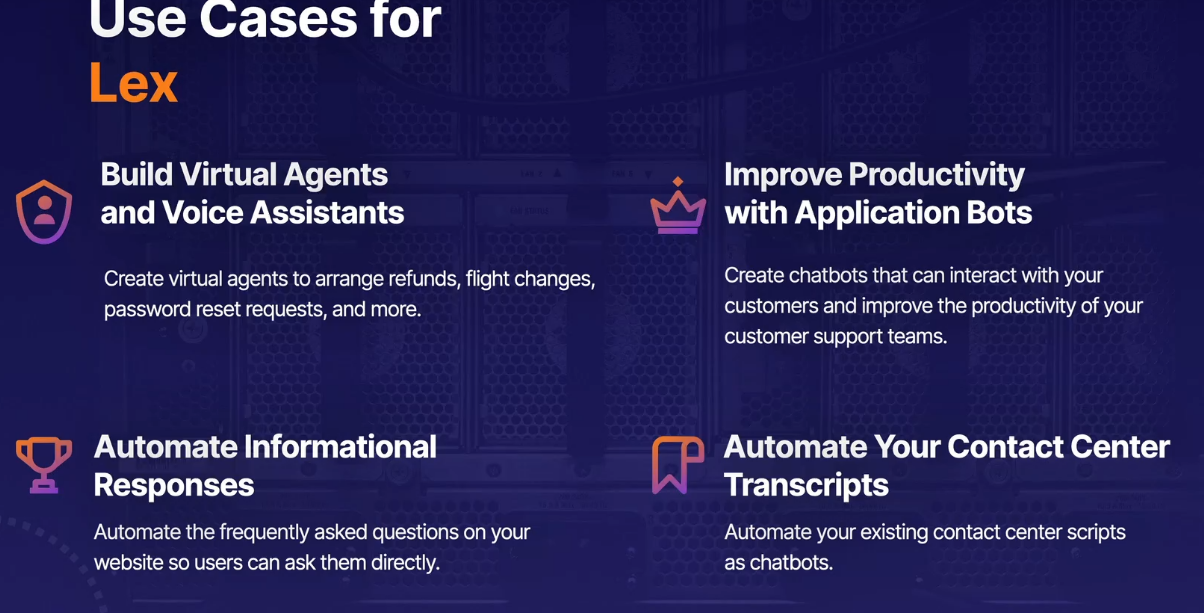 Use Cases for
Lex
Build Virtual Agents
and Voice Assistants
Create virtual agents to arrange refunds, flight changes,
password reset requests, and more.
Improve Productivity
with Application Bots
Create chatbots that can interact with your
customers and improve the productivity of your
customer support teams.
Automate Informational
Responses
Automate the frequently asked questions on your
website so users can ask them directly.
Automate Your Contact Center
Transcripts
Automate your existing contact center scripts
as chatbots.